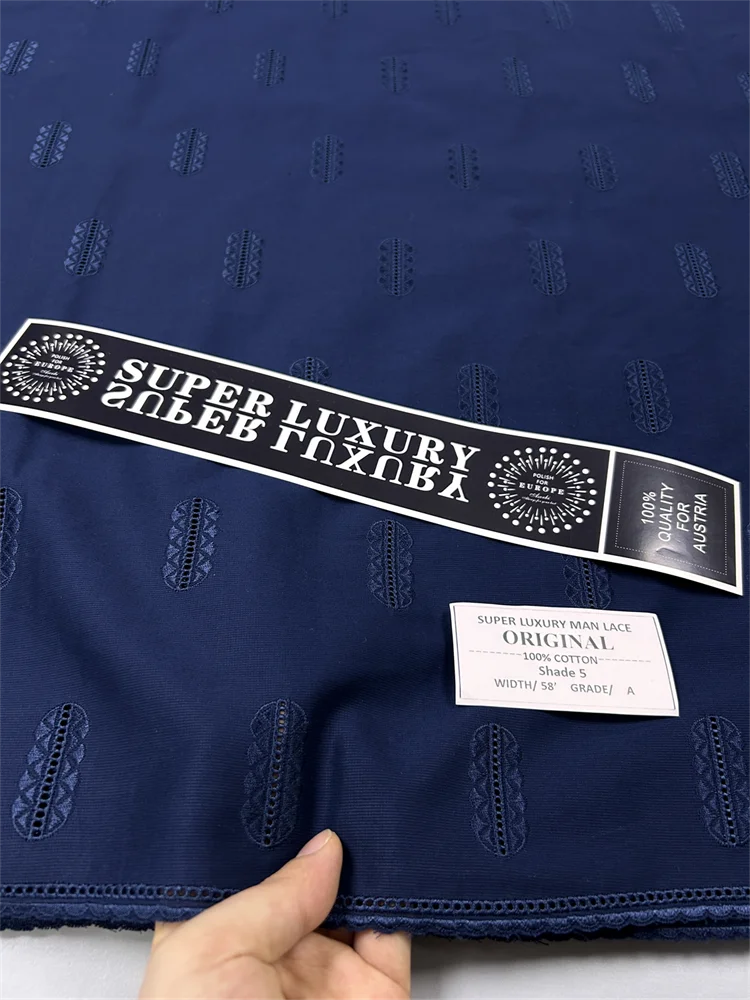 POLISH
FOR
EUROPE
SUPER LUXURY
SUPER LUXURY
POLISH
FOR
EUROPE
100%
QUALITY
FOR
AUSTRIA
SUPER LUXURY MAN LACE
ORIGINAL
100% COTTON
Shade 5
WIDTH/ 58' GRADE/ A